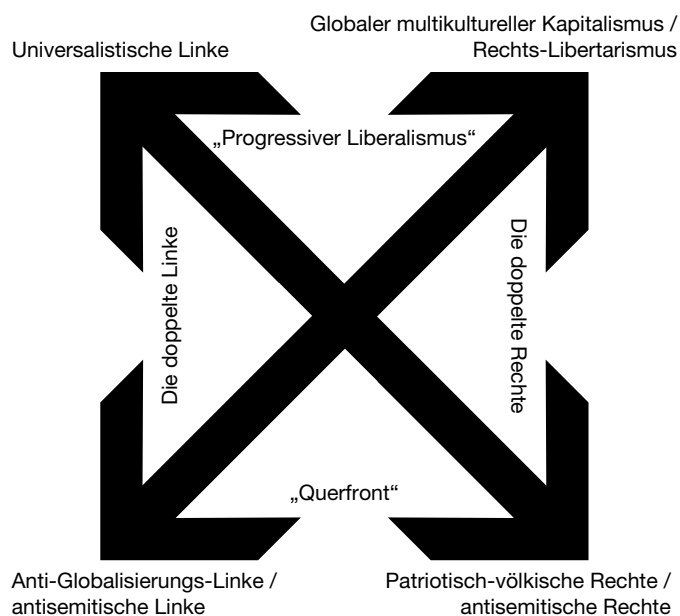 Globaler multikultureller Kapitalismus /
Universalistische Linke
Rechts-Libertarismus
„Progressiver Liberalismus“
Die doppelte Linke
Die doppelte Rechte
„Querfront“
Anti-Globalisierungs-Linke /
antisemitische Linke
Patriotisch-völkische Rechte /
antisemitische Rechte